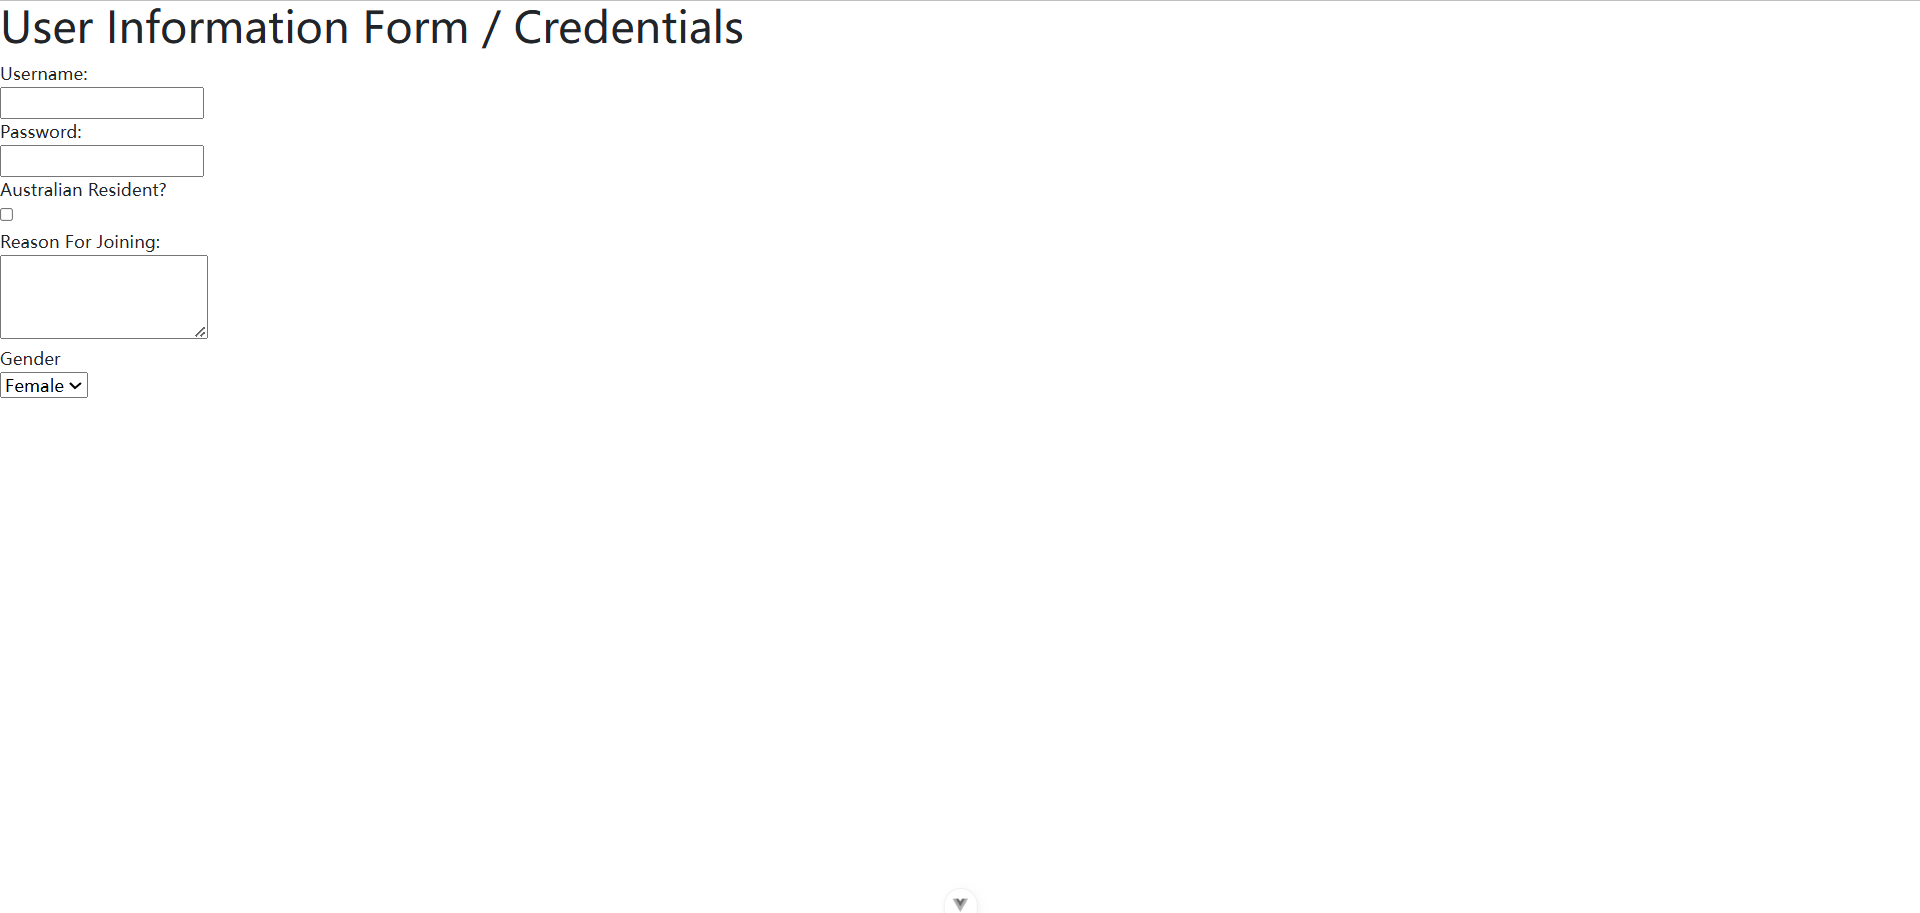 User Information Form / Credentials
Username:
Password:
Australian Resident?
Reason For Joining:
Gender
Female